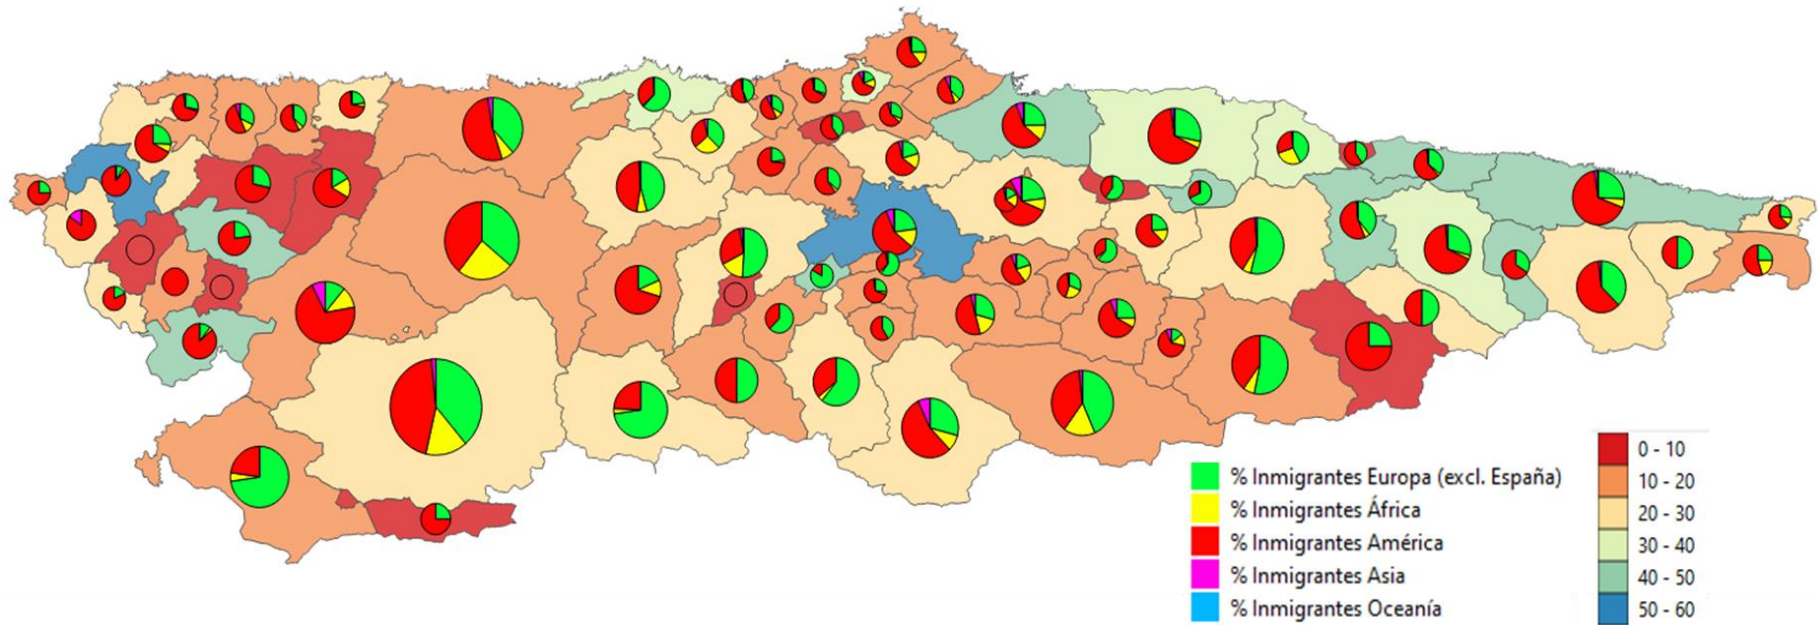 % Inmigrantes Europa (excl. España)
% Inmigrantes África
% Inmigrantes América
% Inmigrantes Asia
% Inmigrantes Oceanía
0 - 10
10 - 20
20 - 30
30 - 40
40 - 50
50 - 60